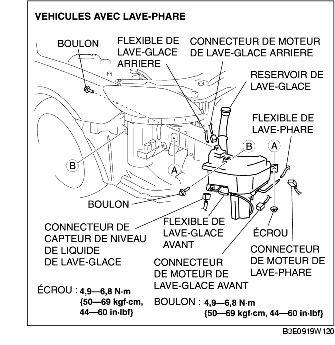 VEHICULES AVEC LAVE-PHARE
BOULON
FLEXIBLE DE
LAVE-GLACE
ARRIERE
CONNECTEUR DE MOTEUR
DE LAVE-GLACE ARRIERE
RESERVOIR DE
LAVE-GLACE
FLEXIBLE DE
LAVE-PHARE
B
A
B
A
BOULON
CONNECTEUR DE
CAPTEUR DE NIVEAU
DE LIQUIDE
DE LAVE-GLACE
FLEXIBLE DE
LAVE-GLACE
AVANT
CONNECTEUR
DE MOTEUR DE
LAVE-GLACE AVANT
ÉCROU
CONNECTEUR
DE MOTEUR DE
LAVE-PHARE
ÉCROU : 4,9—6,8 N·m
{50—69 kgf·cm,
44—60 in·lbf}
BOULON : 4,9—6,8 N·m
{50—69 kgf·cm, 44—60 in·lbf}
B3E0919W120